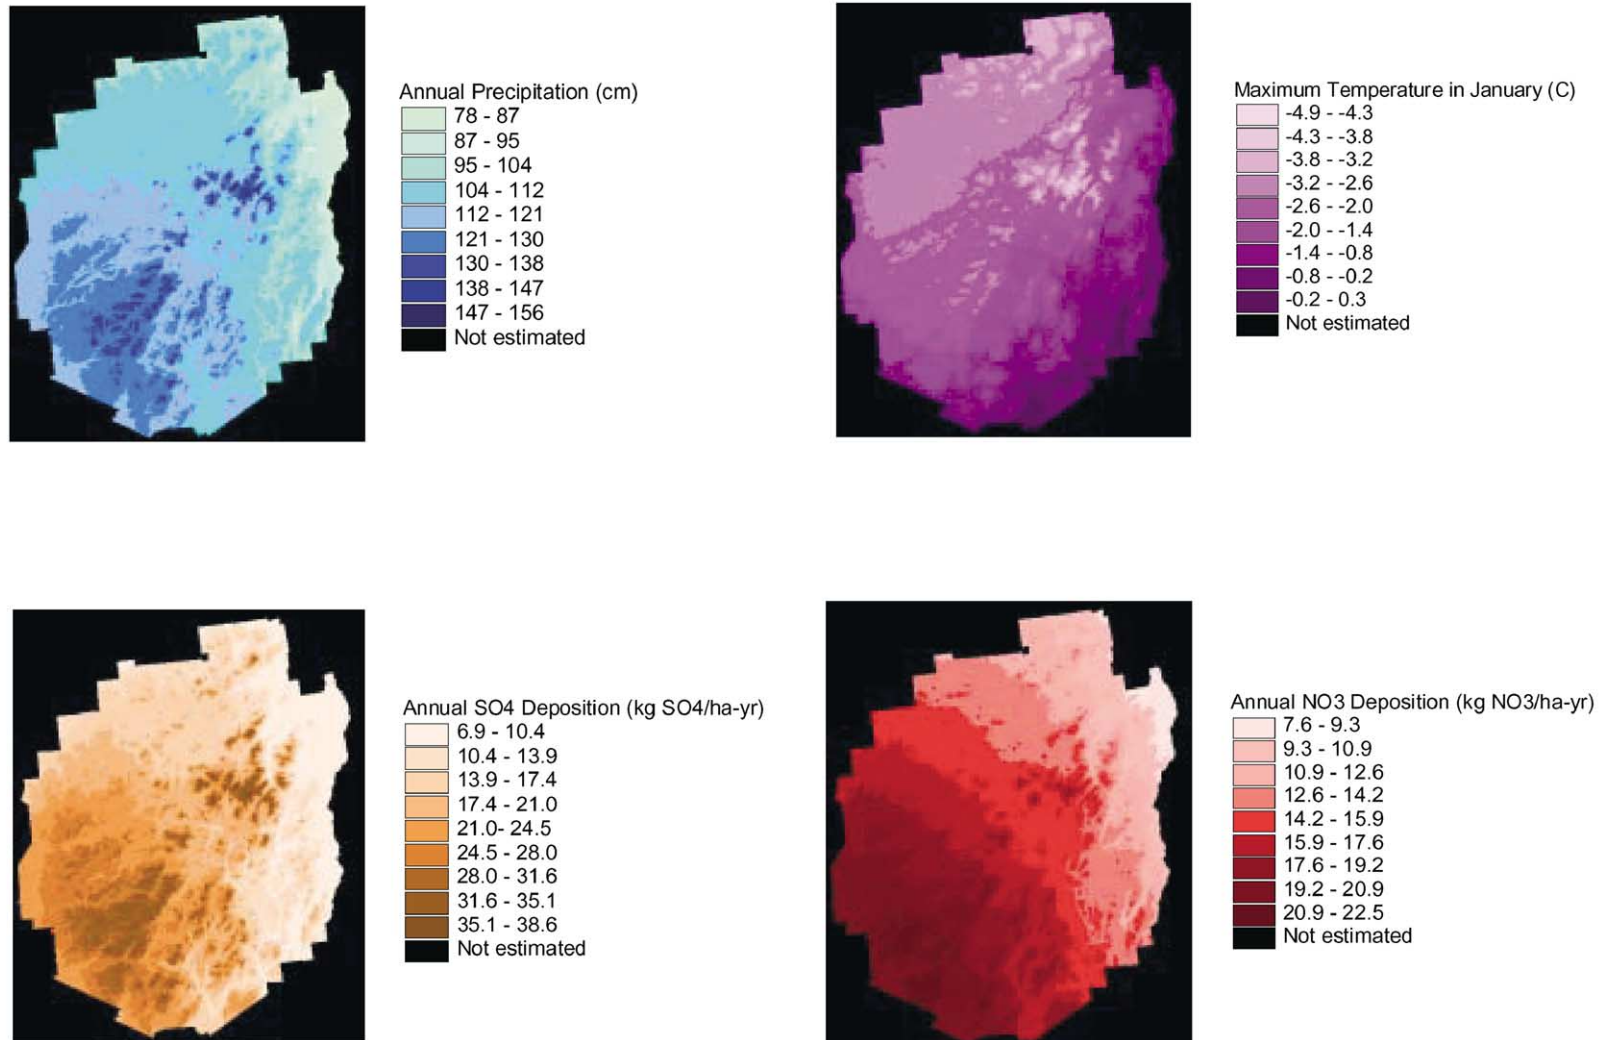 Annual Precipitation (cm)
78 - 87
87 - 95
95 - 104
104 - 112
112 - 121
121 - 130
130 - 138
138 - 147
147 - 156
Not estimated
Maximum Temperature in January (C)
-4.9 - -4.3
-4.3 - -3.8
-3.8 - -3.2
-3.2 - -2.6
-2.6 - -2.0
-2.0 - -1.4
-1.4 - -0.8
-0.8 - -0.2
-0.2 - 0.3
Not estimated
Annual SO4 Deposition (kg SO4/ha-yr)
6.9 - 10.4
10.4 - 13.9
13.9 - 17.4
17.4 - 21.0
21.0- 24.5
24.5 - 28.0
28.0 - 31.6
31.6 - 35.1
35.1 - 38.6
Not estimated
Annual NO3 Deposition (kg NO3/ha-yr)
7.6 - 9.3
9.3 - 10.9
10.9 - 12.6
12.6 - 14.2
14.2 - 15.9
15.9 - 17.6
17.6 - 19.2
19.2 - 20.9
20.9 - 22.5
Not estimated